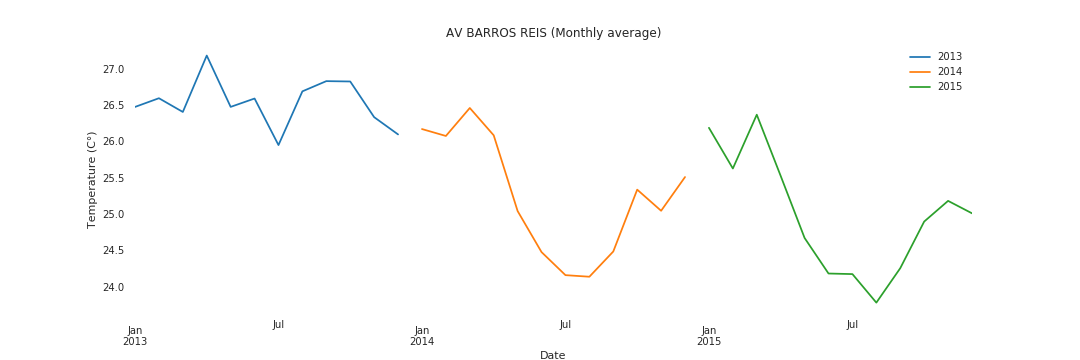 AV BARROS REIS (Monthly average)
2013
2014
2015
27.0
26.5
26.0
25.5
25.0
24.5
24.0
Temperature (C°)
Jan
2013
Jul
Jan
2014
Jul
Jan
2015
Jul
Date